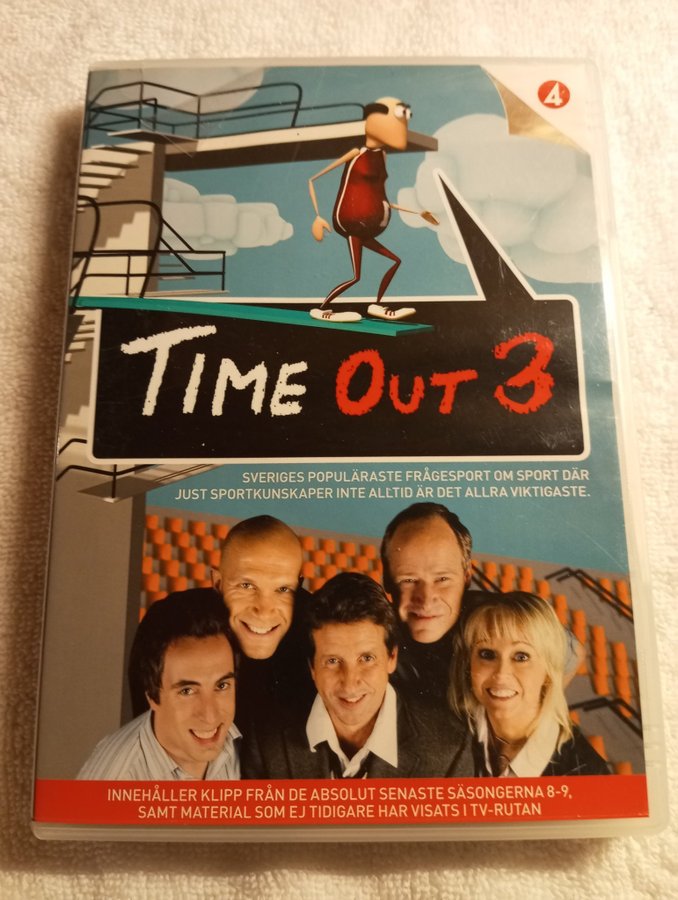 4
TIME OUT 3
SVERIGES POPULÄRASTE FRÅGESPORT OM SPORT DÄR
JUST SPORTKUNSKAPER INTE ALLTID ÄR DET ALLRA VIKTIGASTE.
INNEHÅLLER KLIPP FRÅN DE ABSOLUT SENASTE SÄSONGERNA 8-9,
SAMT MATERIAL SOM EJ TIDIGARE HAR VISATS I TV-RUTAN